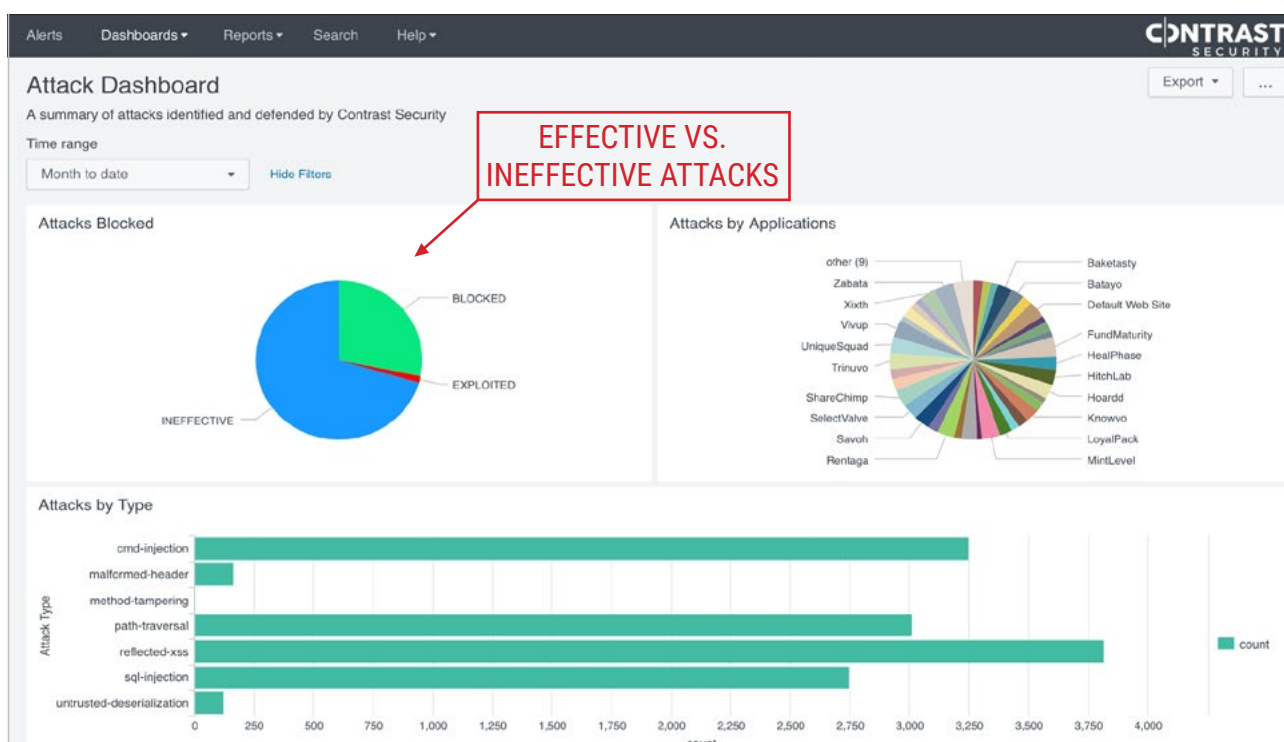 Alerts Dashboards Reports Search Help
CONTRAST
SECURITY
Attack Dashboard
Export ...
A summary of attacks identified and defended by Contrast Security
Time range
Month to date Hide Filters
EFFECTIVE VS.
INEFFECTIVE ATTACKS
Attacks Blocked
BLOCKED
EXPLOITED
INEFFECTIVE
Attacks by Applications
other (9)
Zabata
Xixth
Vivup
UniqueSquad
Trinuvo
ShareChimp
SelectValve
Savoh
Rentaga
Baketasty
Batayo
Default Web Site
FundMaturity
HealPhase
HitchLab
Hoardd
Knowvo
LoyalPack
MintLevel
Attacks by Type
Attack Type
cmd-injection
malformed-header
method-tampering
path-traversal
reflected-xss
sql-injection
untrusted-deserialization
0 250 500 750 1,000 1,250 1,500 1,750 2,000 2,250 2,500 2,750 3,000 3,250 3,500 3,750 4,000
count
count